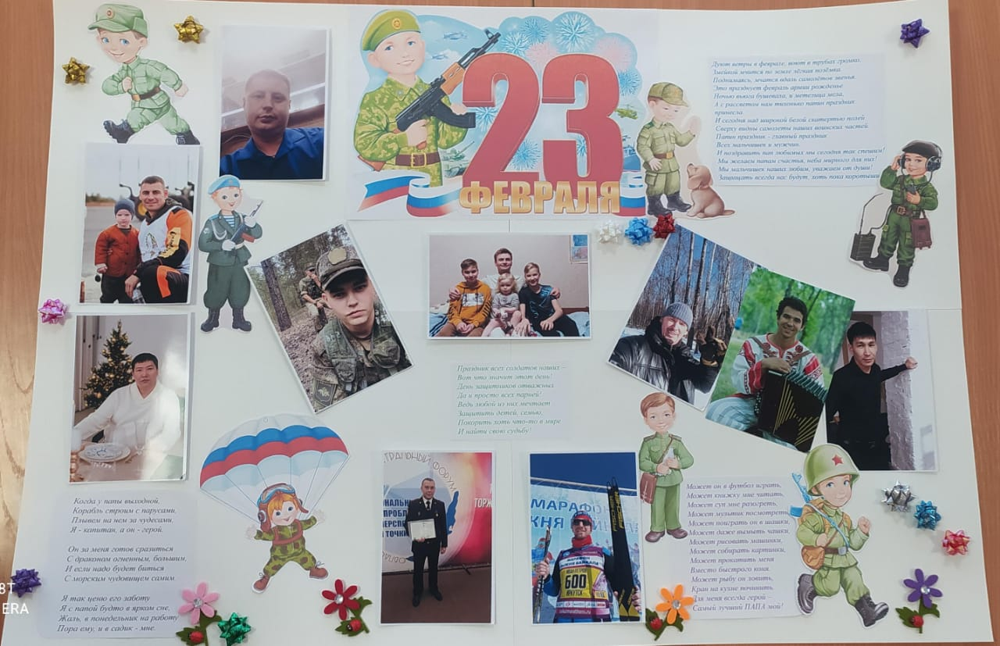 23
ФЕВРАЛЯ
Дуют ветры в феврале, воют в трубах громко.
Змейкой мчится по земле лёгкая позёмка.
Поднимаясь, мчатся вдаль самолётов звенья.
Это празднует февраль армии рожденье
Ночью вьюга бушевала, и метелица мела,
А с рассветом нам тихонько папин праздник
принесла.
И сегодня над широкой белой скатертью полей
Сверху видны самолеты наших воинских частей.
Папин праздник - главный праздник
Всех мальчишек и мужчин.
И поздравить пап любимых мы сегодня так спешим!
Мы желаем папам счастья, неба мирного для них!
Мы мальчишек наших любим, уважаем от души!
Защищать всегда нас будут, хоть пока коротыши
Праздник всех солдатов наших –
Вот что значит этот день!
День защитников отважных
Да и просто всех парней!
Ведь любой из них мечтает
Защитить детей, семью,
Покорить хоть что-то в мире
И найти свою судьбу!
Когда у папы выходной,
Корабль строим с парусами,
Плывем на нем за чудесами,
Я - капитан, а он - герой.
Он за меня готов сразиться
С драконом огненным, большим,
И если надо будет биться
С морским чудовищем самим.
Я так ценю его заботу
Я с папой будто в ярком сне,
Жаль, в понедельник на работу
Пора ему, и в садик - мне.
ТРАЛЬНЫЙ ФОРУМ
МАРАФОН
600
ИРКУТСК
FISCHER
Может он в футбол играть,
Может книжку мне читать,
Может суп мне разогреть,
Может мультик посмотреть,
Может поиграть он в шашки,
Может даже вымыть чашки,
Может рисовать машинки,
Может собирать картинки,
Может прокатить меня
Вместо быстрого коня.
Может рыбу он ловить,
Кран на кухне починить.
Для меня всегда герой –
Самый лучший ПАПА мой!